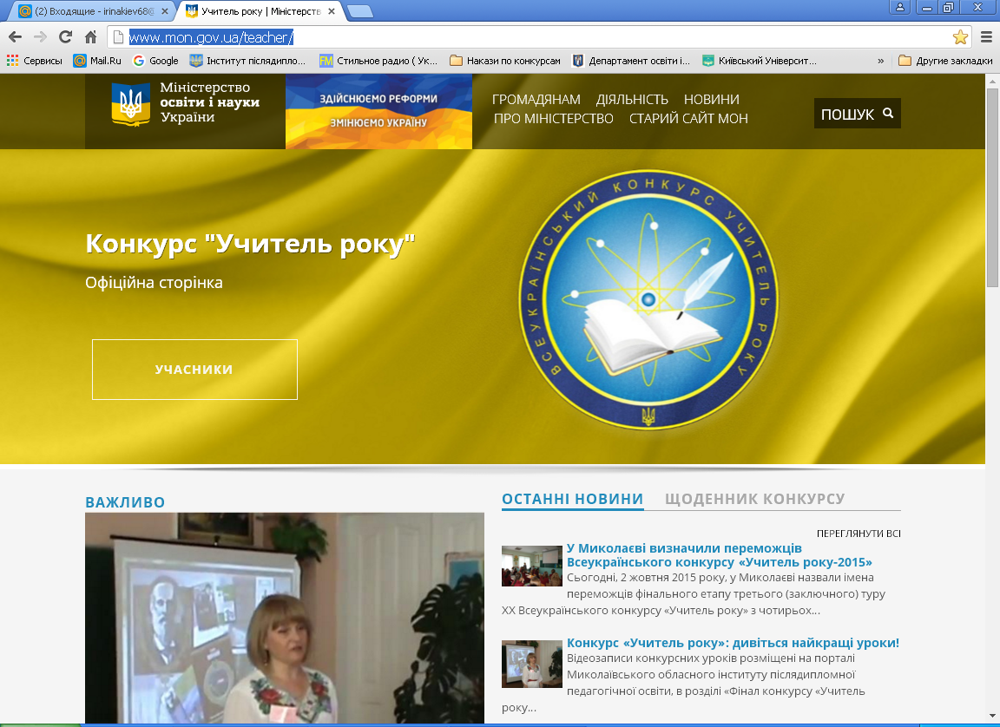 (2) Входящие - irinakiev68@
Учитель року | Міністерств
www.mon.gov.ua/teacher/
Сервисы
Mail.Ru
Google
Інститут післядипло...
Стильное радио ( Ук...
Накази по конкурсам
Департамент освіти і...
Київський Університ...
»
Другие закладки
Міністерство
освіти і науки
України
ЗДІЙСНЮЄМО РЕФОРМИ
ЗМІНЮЄМО УКРАЇНУ
ГРОМАДЯНАМ ДІЯЛЬНІСТЬ НОВИНИ
ПРО МІНІСТЕРСТВО СТАРИЙ САЙТ МОН
ПОШУК
Конкурс "Учитель року"
Офіційна сторінка
УЧАСНИКИ
ВСЕУКРАЇНСЬКИЙ КОНКУРС УЧИТЕЛЬ РОКУ
ВАЖЛИВО
ОСТАННІ НОВИНИ ЩОДЕННИК КОНКУРСУ
ПЕРЕГЛЯНУТИ ВСІ
У Миколаєві визначили переможців
Всеукраїнського конкурсу «Учитель року-2015»
Сьогодні, 2 жовтня 2015 року, у Миколаєві назвали імена
переможців фінального етапу третього (заключного) туру
ХХ Всеукраїнського конкурсу «Учитель року» з чотирьох...
Конкурс «Учитель року»: дивіться найкращі уроки!
Відеозаписи конкурсних уроків розміщені на порталі
Миколаївського обласного інституту післядипломної
педагогічної освіти, в розділі «Фінал конкурсу «Учитель
року...